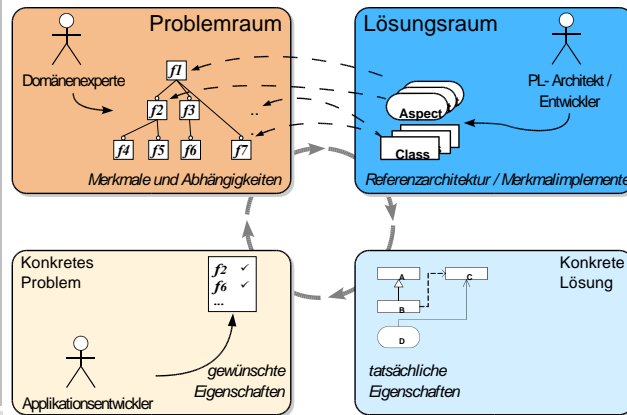 Problemraum
Domänenexperte
f1
f2
f3
..
.
f4
f5
f6
f7
Merkmale und Abhängigkeiten
Lösungsraum
PL- Architekt /
Entwickler
Aspect
Class
Referenzarchitektur / Merkmalimplemente
Konkretes
Problem
f2 ✓
f6 ✓
...
gewünschte
Eigenschaften
Applikationsentwickler
Konkrete
Lösung
A
C
B
D
tatsächliche
Eigenschaften